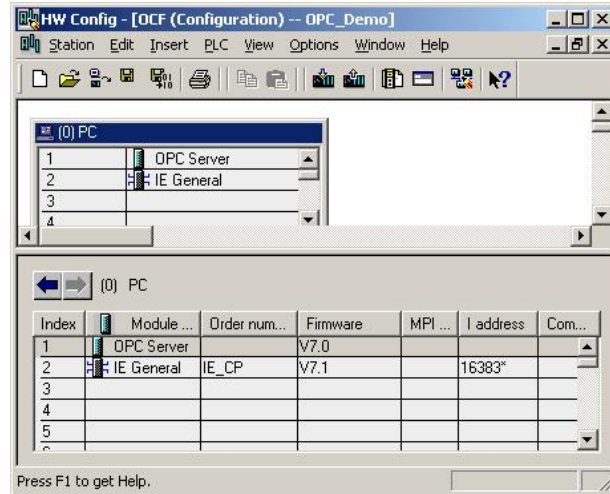 HW Config - [OCF (Configuration) -- OPC_Demo]
Station Edit Insert PLC View Options Window Help
(0) PC
1 OPC Server
2 IE General
3
4
(0) PC
Index Module ... Order num... Firmware MPI ... I address Com...
1 OPC Server V7.0
2 IE General IE_CP V7.1 16383*
3
4
5
Press F1 to get Help.